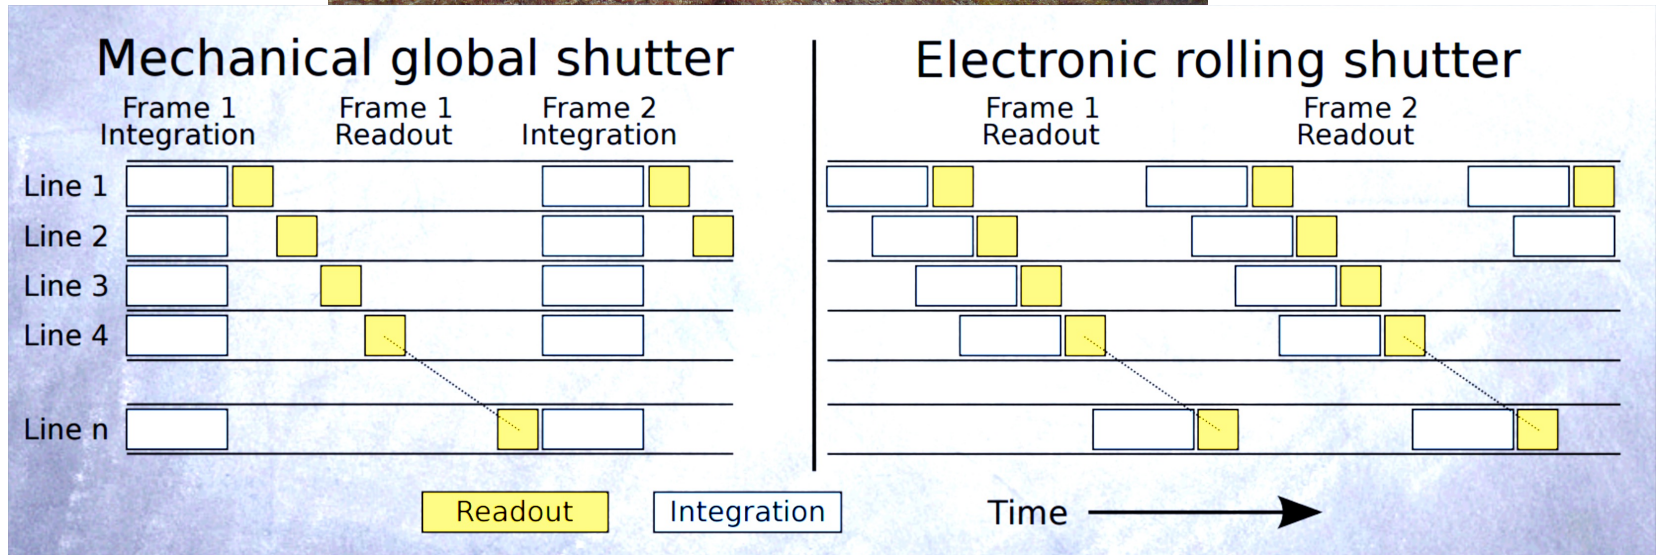 Mechanical global shutter
Electronic rolling shutter
Frame 1
Integration
Frame 1
Readout
Frame 2
Integration
Frame 1
Readout
Frame 2
Readout
Line 1
Line 2
Line 3
Line 4
Line n
Readout
Integration
Time